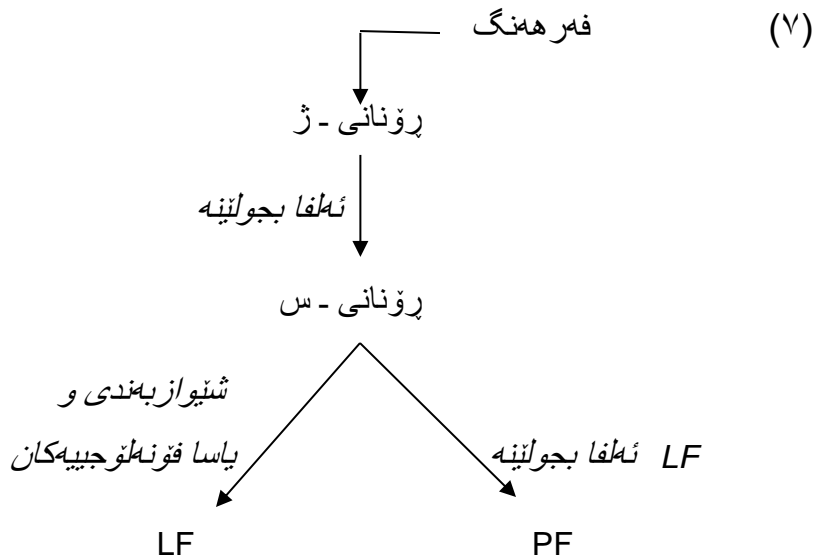 (٧) فەرهەنگ
ڕۆنانی ـ ژ
ئەلفا بجولێنە
ڕۆنانی ـ س
شێوازبەندی و
یاسا فۆنەلۆجییەکان
LF ئەلفا بجولێنە
LF
PF